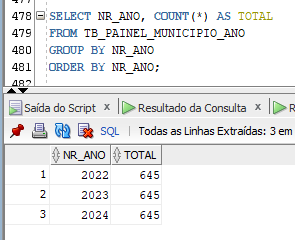 477
478 SELECT NR_ANO, COUNT(*) AS TOTAL
479 FROM TB_PAINEL_MUNICIPIO_ANO
480 GROUP BY NR_ANO
481 ORDER BY NR_ANO;
482
Saída do Script x Resultado da Consulta x R
SQL | Todas as Linhas Extraídas: 3 em
NR_ANO TOTAL
1 2022 645
2 2023 645
3 2024 645